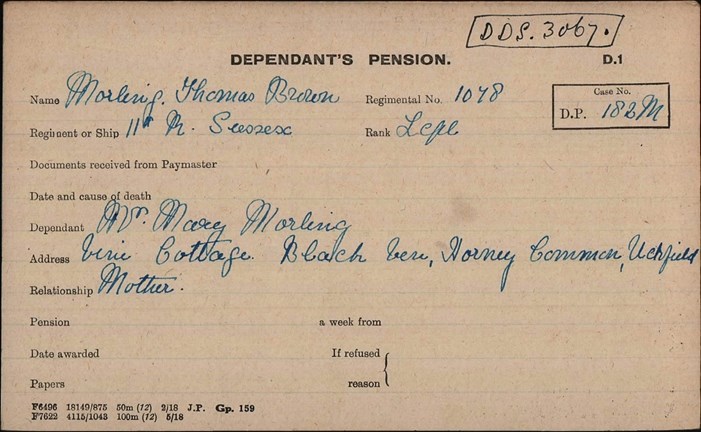 D.D.S. 3067.
DEPENDANT'S PENSION. D.1
Name Morling. Thomas Brown Regimental No. 1078 Case No.
Regiment or Ship 11th R. Sussex Rank Lcpl D.P. 182M
Documents received from Paymaster
Date and cause of death
Dependant Mrs. Mary Morling
Address Vine Cottage. Black Ven, Horney Common, Uckfield
Relationship Mother.
Pension a week from
Date awarded If refused
Papers reason
F6496 18149/875 50m (12) 2/18 J.P. Gp. 159
F7622 4115/1043 100m (12) 5/18